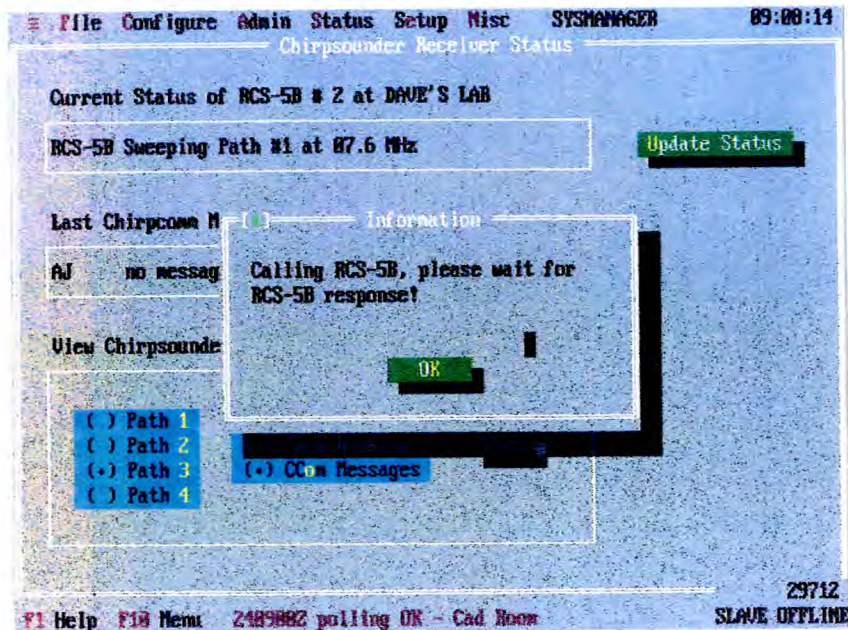 ≡ File Configure Admin Status Setup Misc SYSMANAGER 09:08:14
Chirpsounder Receiver Status
Current Status of RCS-5B # 2 at DAVE'S LAB
RCS-5B Sweeping Path #1 at 07.6 MHz
Update Status
Last Chirpcomm M
AJ no messag
[ ] Information
Calling RCS-5B, please wait for
RCS-5B response!
OK
View Chirpsounde
( ) Path 1
( ) Path 2
(•) Path 3
( ) Path 4
(•) CCom Messages
29712
F1 Help F10 Menu polling OK - Cad Room SLAVE OFFLINE